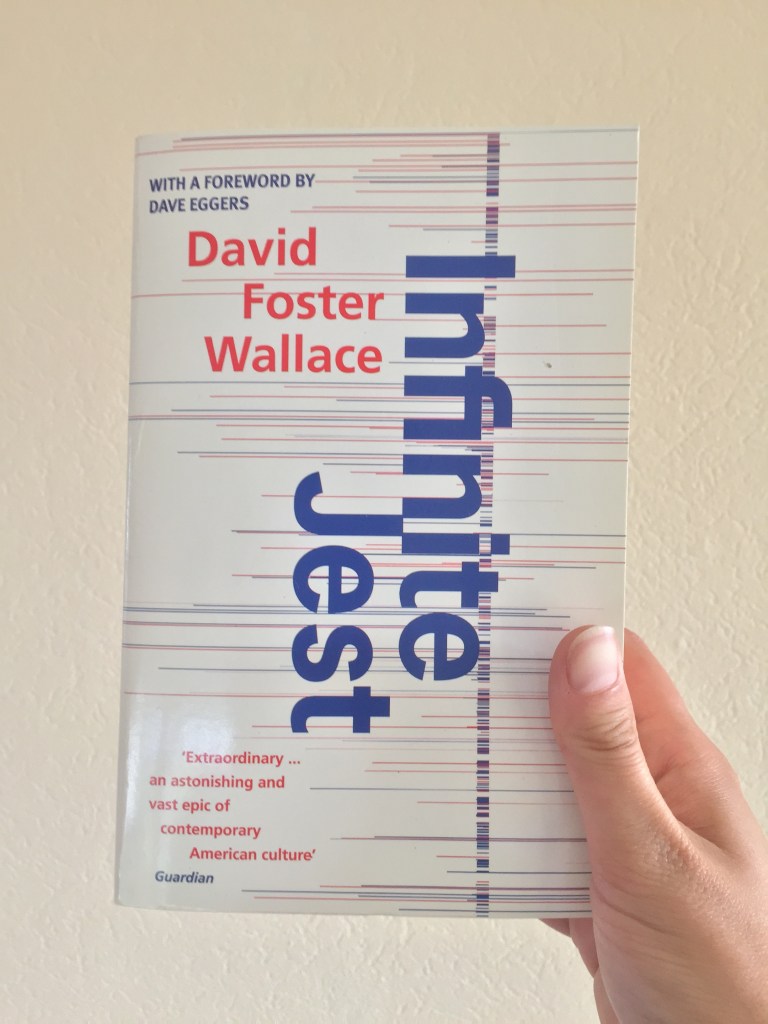 WITH A FOREWORD BY
DAVE EGGERS
David
Foster
Wallace
Infinite
Jest
'Extraordinary ...
an astonishing and
vast epic of
contemporary
American culture'
Guardian